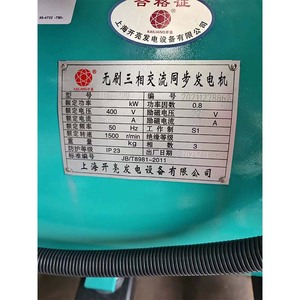 合格证
KAILIANG 开亮
上海开亮发电设备有限公司
无刷三相交流同步发电机
型号 编号
额定功率 kW 功率因数 0.8
额定电压 400 V 励磁电压 V
额定电流 A 励磁电流 A
额定频率 50 Hz 工作制 S1
额定转速 1500 r/min 绝缘等级
重量 kg 相数 3
防护等级 IP 23 出厂日期
标准编号 JB/T8981-2011
上海开亮发电设备有限公司